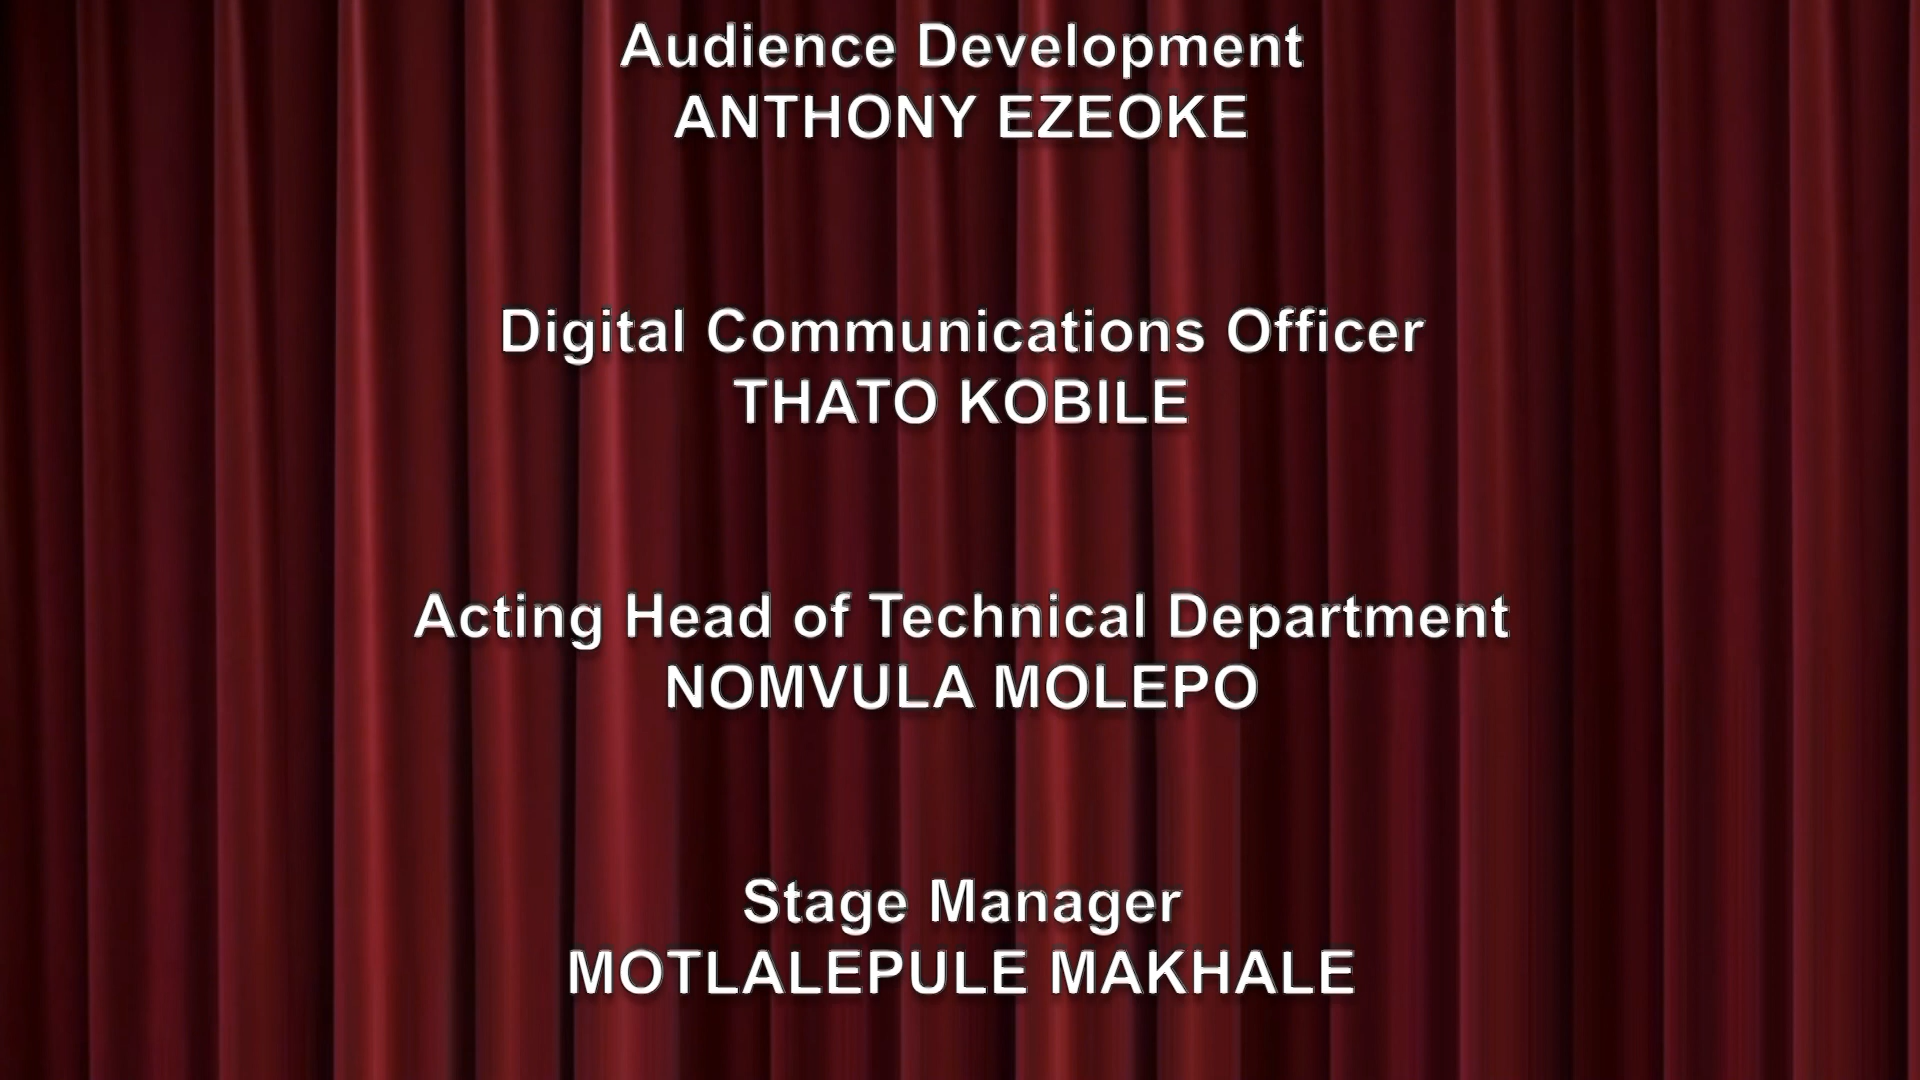 Audience Development
ANTHONY EZEOKE
Digital Communications Officer
THATO KOBILE
Acting Head of Technical Department
NOMVULA MOLEPO
Stage Manager
MOTLALEPULE MAKHALE